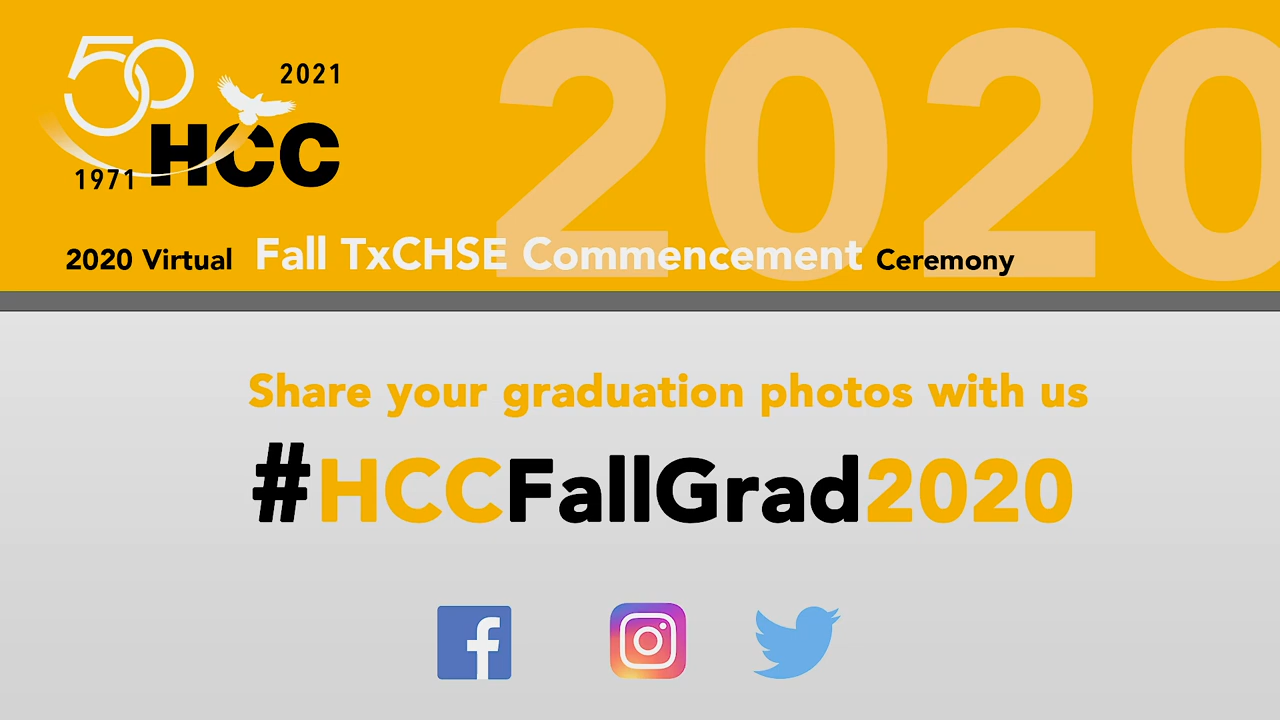 2020
50
2021
HCC
1971
2020 Virtual Fall TxCHSE Commencement Ceremony
Share your graduation photos with us
#HCCFallGrad2020